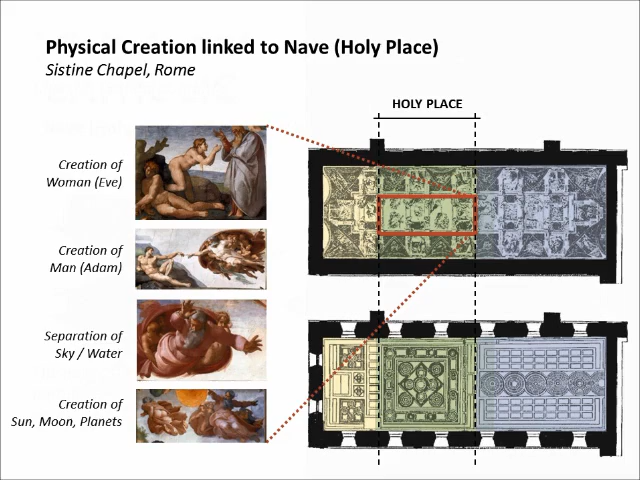 Physical Creation linked to Nave (Holy Place)
Sistine Chapel, Rome
HOLY PLACE
Creation of
Woman (Eve)
Creation of
Man (Adam)
Separation of
Sky / Water
Creation of
Sun, Moon, Planets